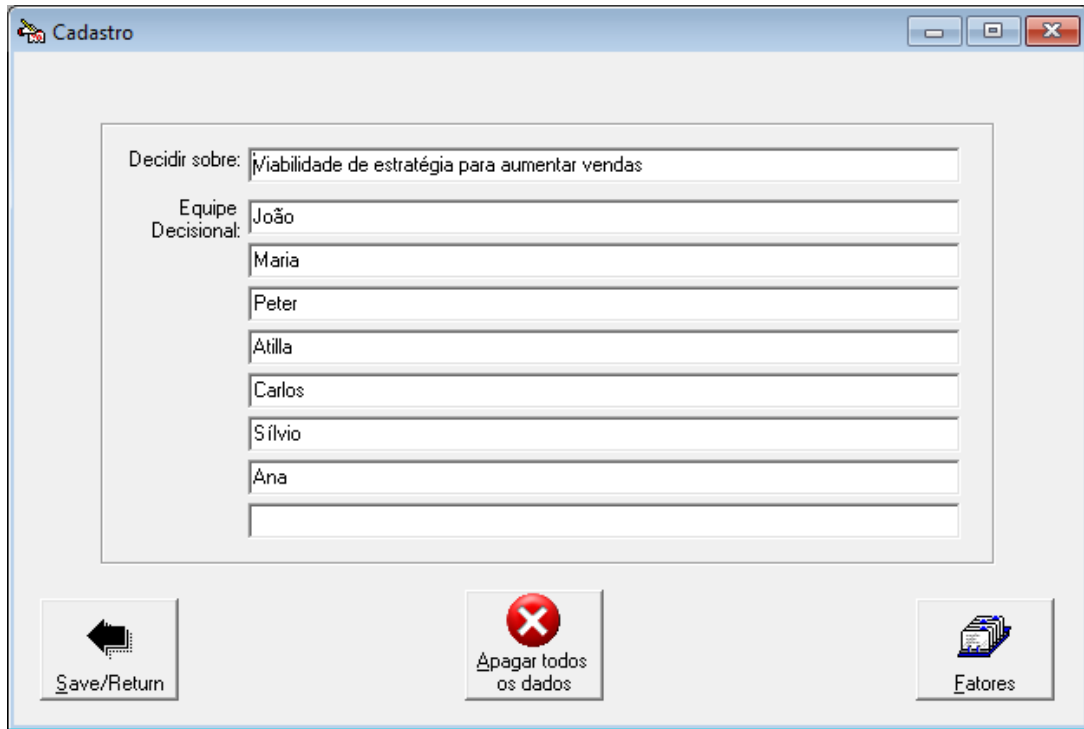 Cadastro
Decidir sobre: Viabilidade de estratégia para aumentar vendas
Equipe
Decisional:
João
Maria
Peter
Atilla
Carlos
Sílvio
Ana
Save/Return
Apagar todos
os dados
Fatores